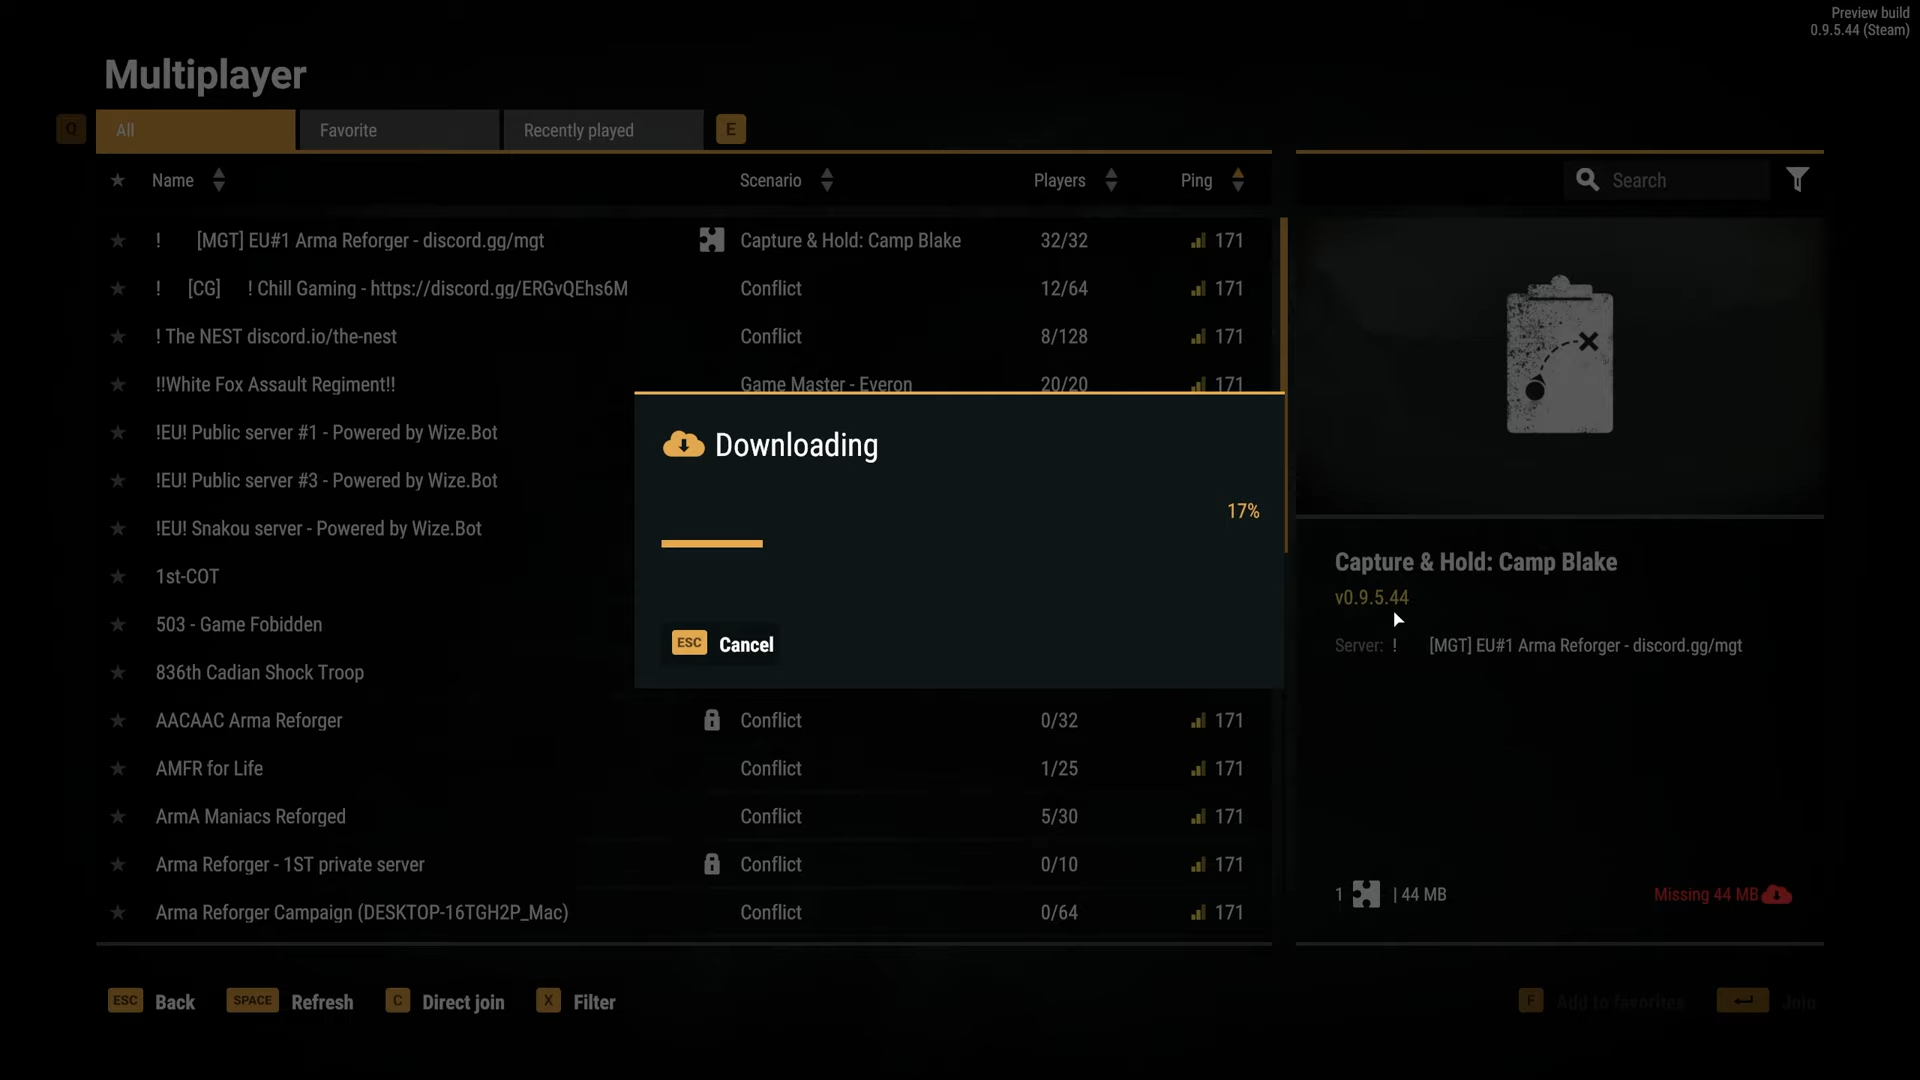 Preview build
0.9.5.44 (Steam)
Multiplayer
Q All Favorite Recently played E
Name Scenario Players Ping Search
! [MGT] EU#1 Arma Reforger - discord.gg/mgt Capture & Hold: Camp Blake 32/32 171
! [CG] ! Chill Gaming - https://discord.gg/ERGvQEhs6M Conflict 12/64 171
! The NEST discord.io/the-nest Conflict 8/128 171
!!White Fox Assault Regiment!! Game Master - Everon 20/20 171
!EU! Public server #1 - Powered by Wize.Bot
!EU! Public server #3 - Powered by Wize.Bot
!EU! Snakou server - Powered by Wize.Bot
1st-COT
503 - Game Fobidden
836th Cadian Shock Troop
AACAAC Arma Reforger Conflict 0/32 171
AMFR for Life Conflict 1/25 171
ArmA Maniacs Reforged Conflict 5/30 171
Arma Reforger - 1ST private server Conflict 0/10 171
Arma Reforger Campaign (DESKTOP-16TGH2P_Mac) Conflict 0/64 171
Downloading
17%
ESC Cancel
Capture & Hold: Camp Blake
v0.9.5.44
Server: ! [MGT] EU#1 Arma Reforger - discord.gg/mgt
1 | 44 MB Missing 44 MB
ESC Back SPACE Refresh C Direct join X Filter F Add to favorites Join